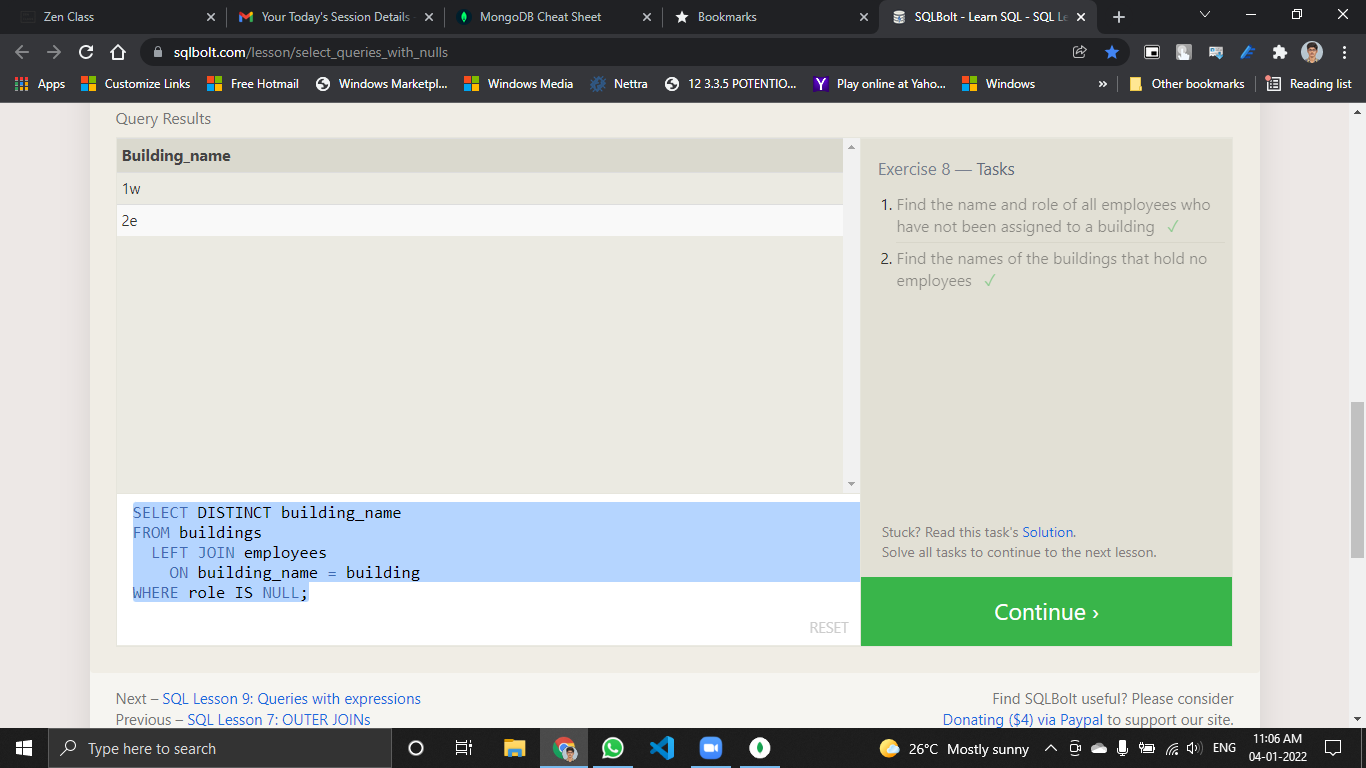 Zen Class
Your Today's Session Details
MongoDB Cheat Sheet
Bookmarks
SQLBolt - Learn SQL - SQL Le
sqlbolt.com/lesson/select_queries_with_nulls
Apps
Customize Links
Free Hotmail
Windows Marketpl...
Windows Media
Nettra
12 3.3.5 POTENTIO...
Play online at Yaho...
Windows
»
Other bookmarks
Reading list
Query Results
Building_name
1w
2e
Exercise 8 — Tasks
1. Find the name and role of all employees who
have not been assigned to a building ✓
2. Find the names of the buildings that hold no
employees ✓
SELECT DISTINCT building_name
FROM buildings
LEFT JOIN employees
ON building_name = building
WHERE role IS NULL;
RESET
Stuck? Read this task's Solution.
Solve all tasks to continue to the next lesson.
Continue ›
Next – SQL Lesson 9: Queries with expressions
Previous – SQL Lesson 7: OUTER JOINs
Find SQLBolt useful? Please consider
Donating ($4) via Paypal to support our site.
Type here to search
26°C Mostly sunny
ENG
11:06 AM
04-01-2022